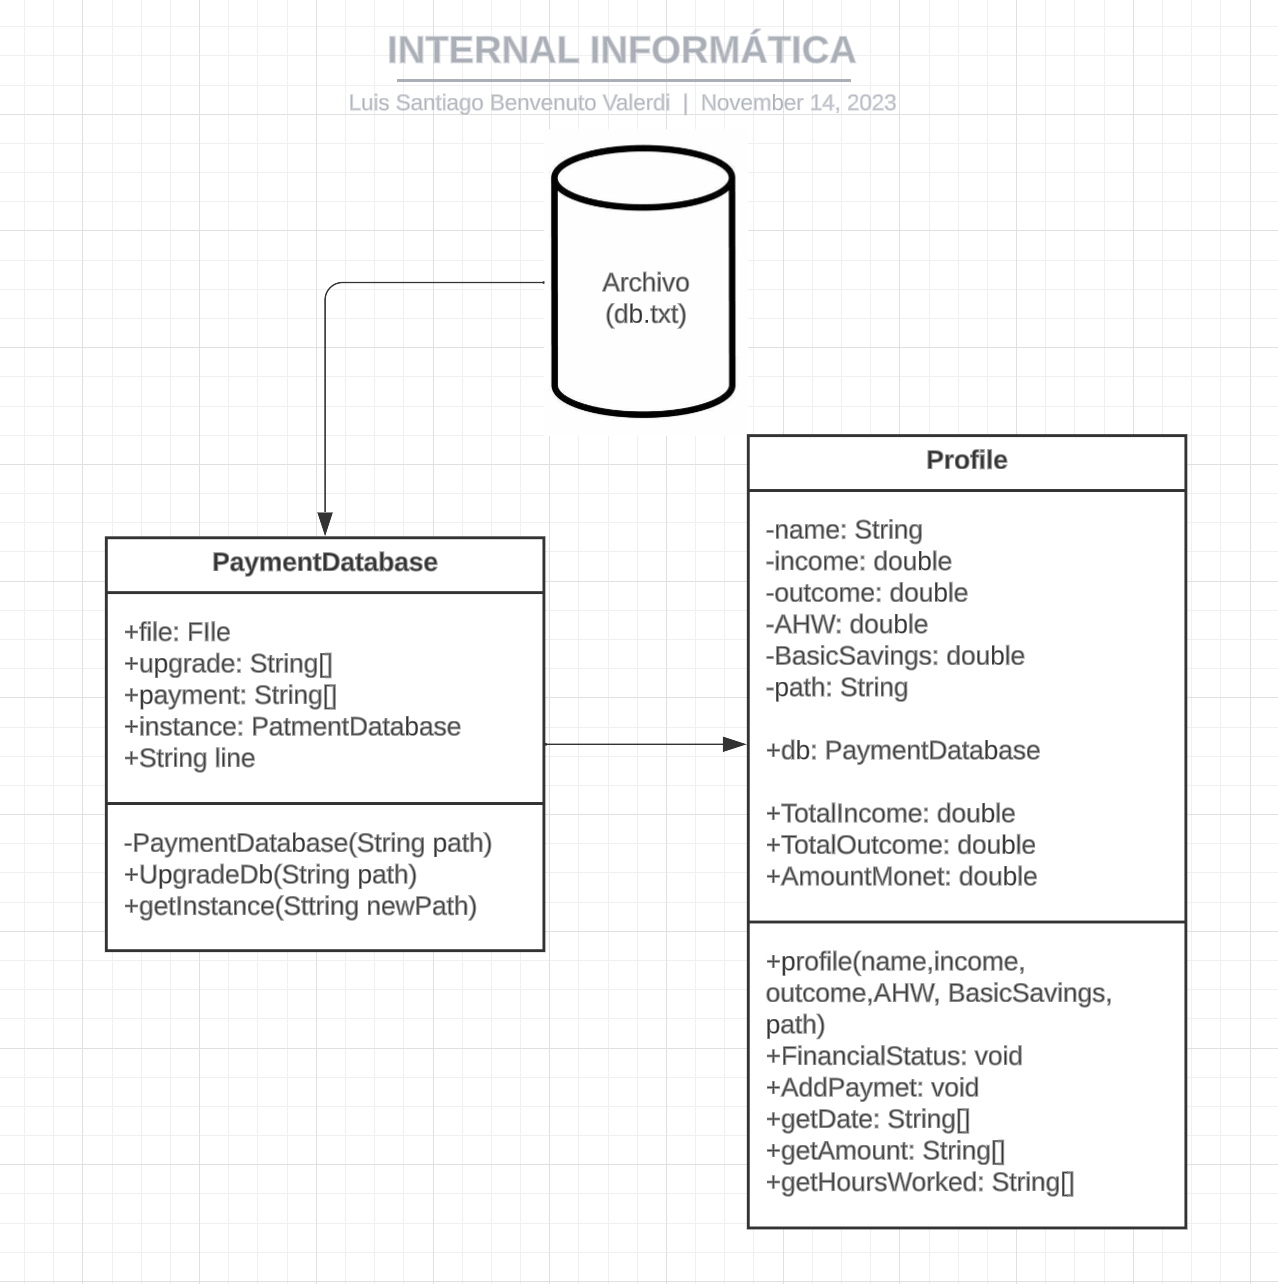 INTERNAL INFORMÁTICA
Luis Santiago Benvenuto Valerdi | November 14, 2023
Archivo
(db.txt)
PaymentDatabase
+file: FIle
+upgrade: String[]
+payment: String[]
+instance: PatmentDatabase
+String line
-PaymentDatabase(String path)
+UpgradeDb(String path)
+getInstance(Sttring newPath)
Profile
-name: String
-income: double
-outcome: double
-AHW: double
-BasicSavings: double
-path: String
+db: PaymentDatabase
+TotalIncome: double
+TotalOutcome: double
+AmountMonet: double
+profile(name,income,
outcome,AHW, BasicSavings,
path)
+FinancialStatus: void
+AddPaymet: void
+getDate: String[]
+getAmount: String[]
+getHoursWorked: String[]